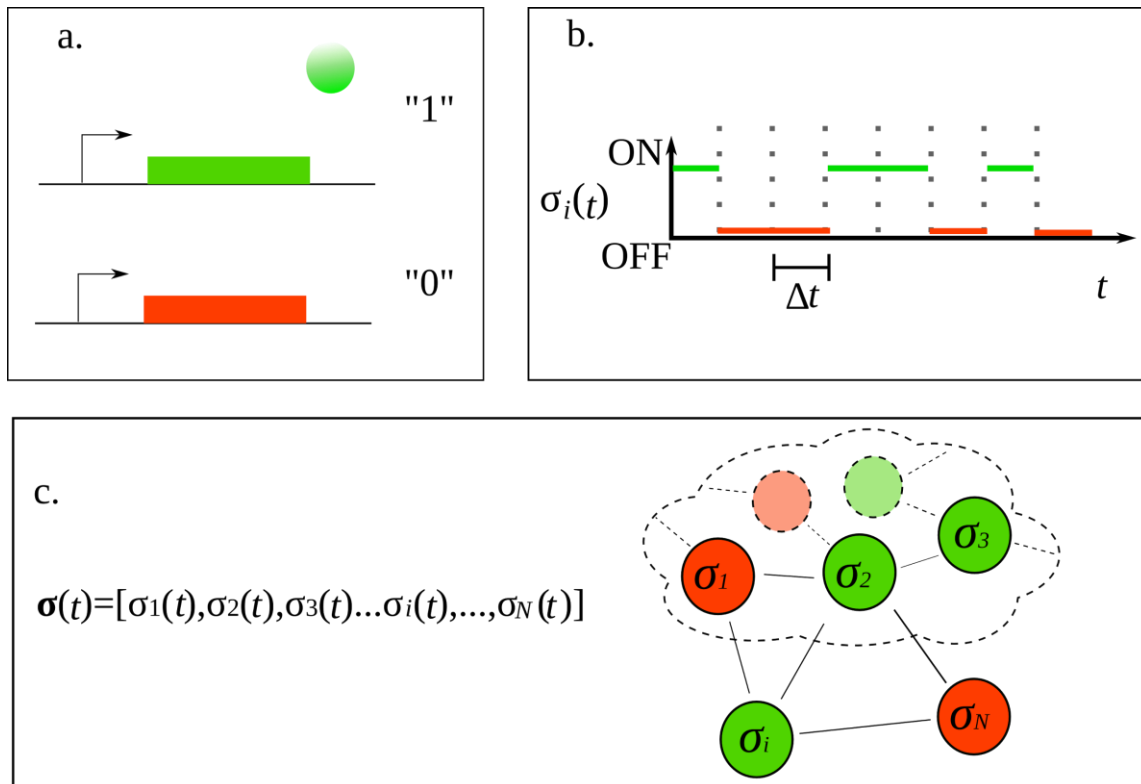 a.
"1"
"0"
b.
ON
σi(t)
OFF
Δt
t
c.
σ(t)=[σ1(t),σ2(t),σ3(t)...σi(t),...,σN(t)]
σ1
σ2
σ3
σi
σN